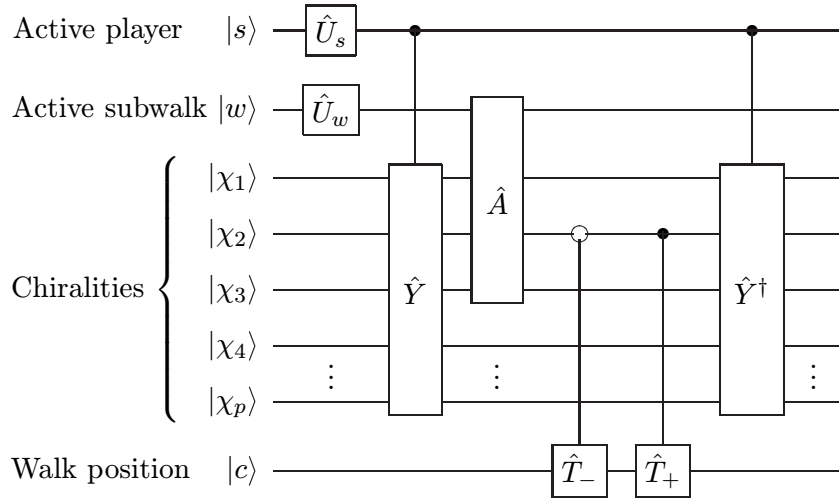 Active player |s⟩ Û_s
Active subwalk |w⟩ Û_w
|χ₁⟩
Â
|χ₂⟩
Chiralities |χ₃⟩ Ŷ Ŷ†
|χ₄⟩
⋮ ⋮ ⋮
|χ_p⟩
Walk position |c⟩ T̂₋ T̂₊